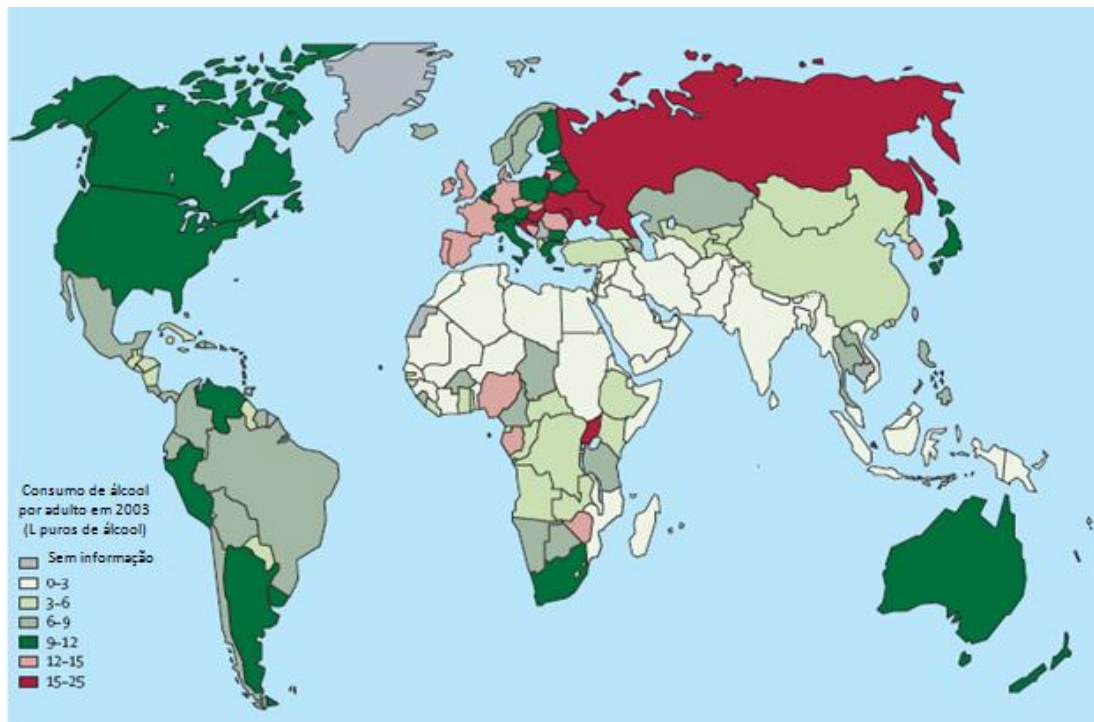 Consumo de álcool
por adulto em 2003
(L puros de álcool)
Sem informação
0–3
3–6
6–9
9–12
12–15
15–25